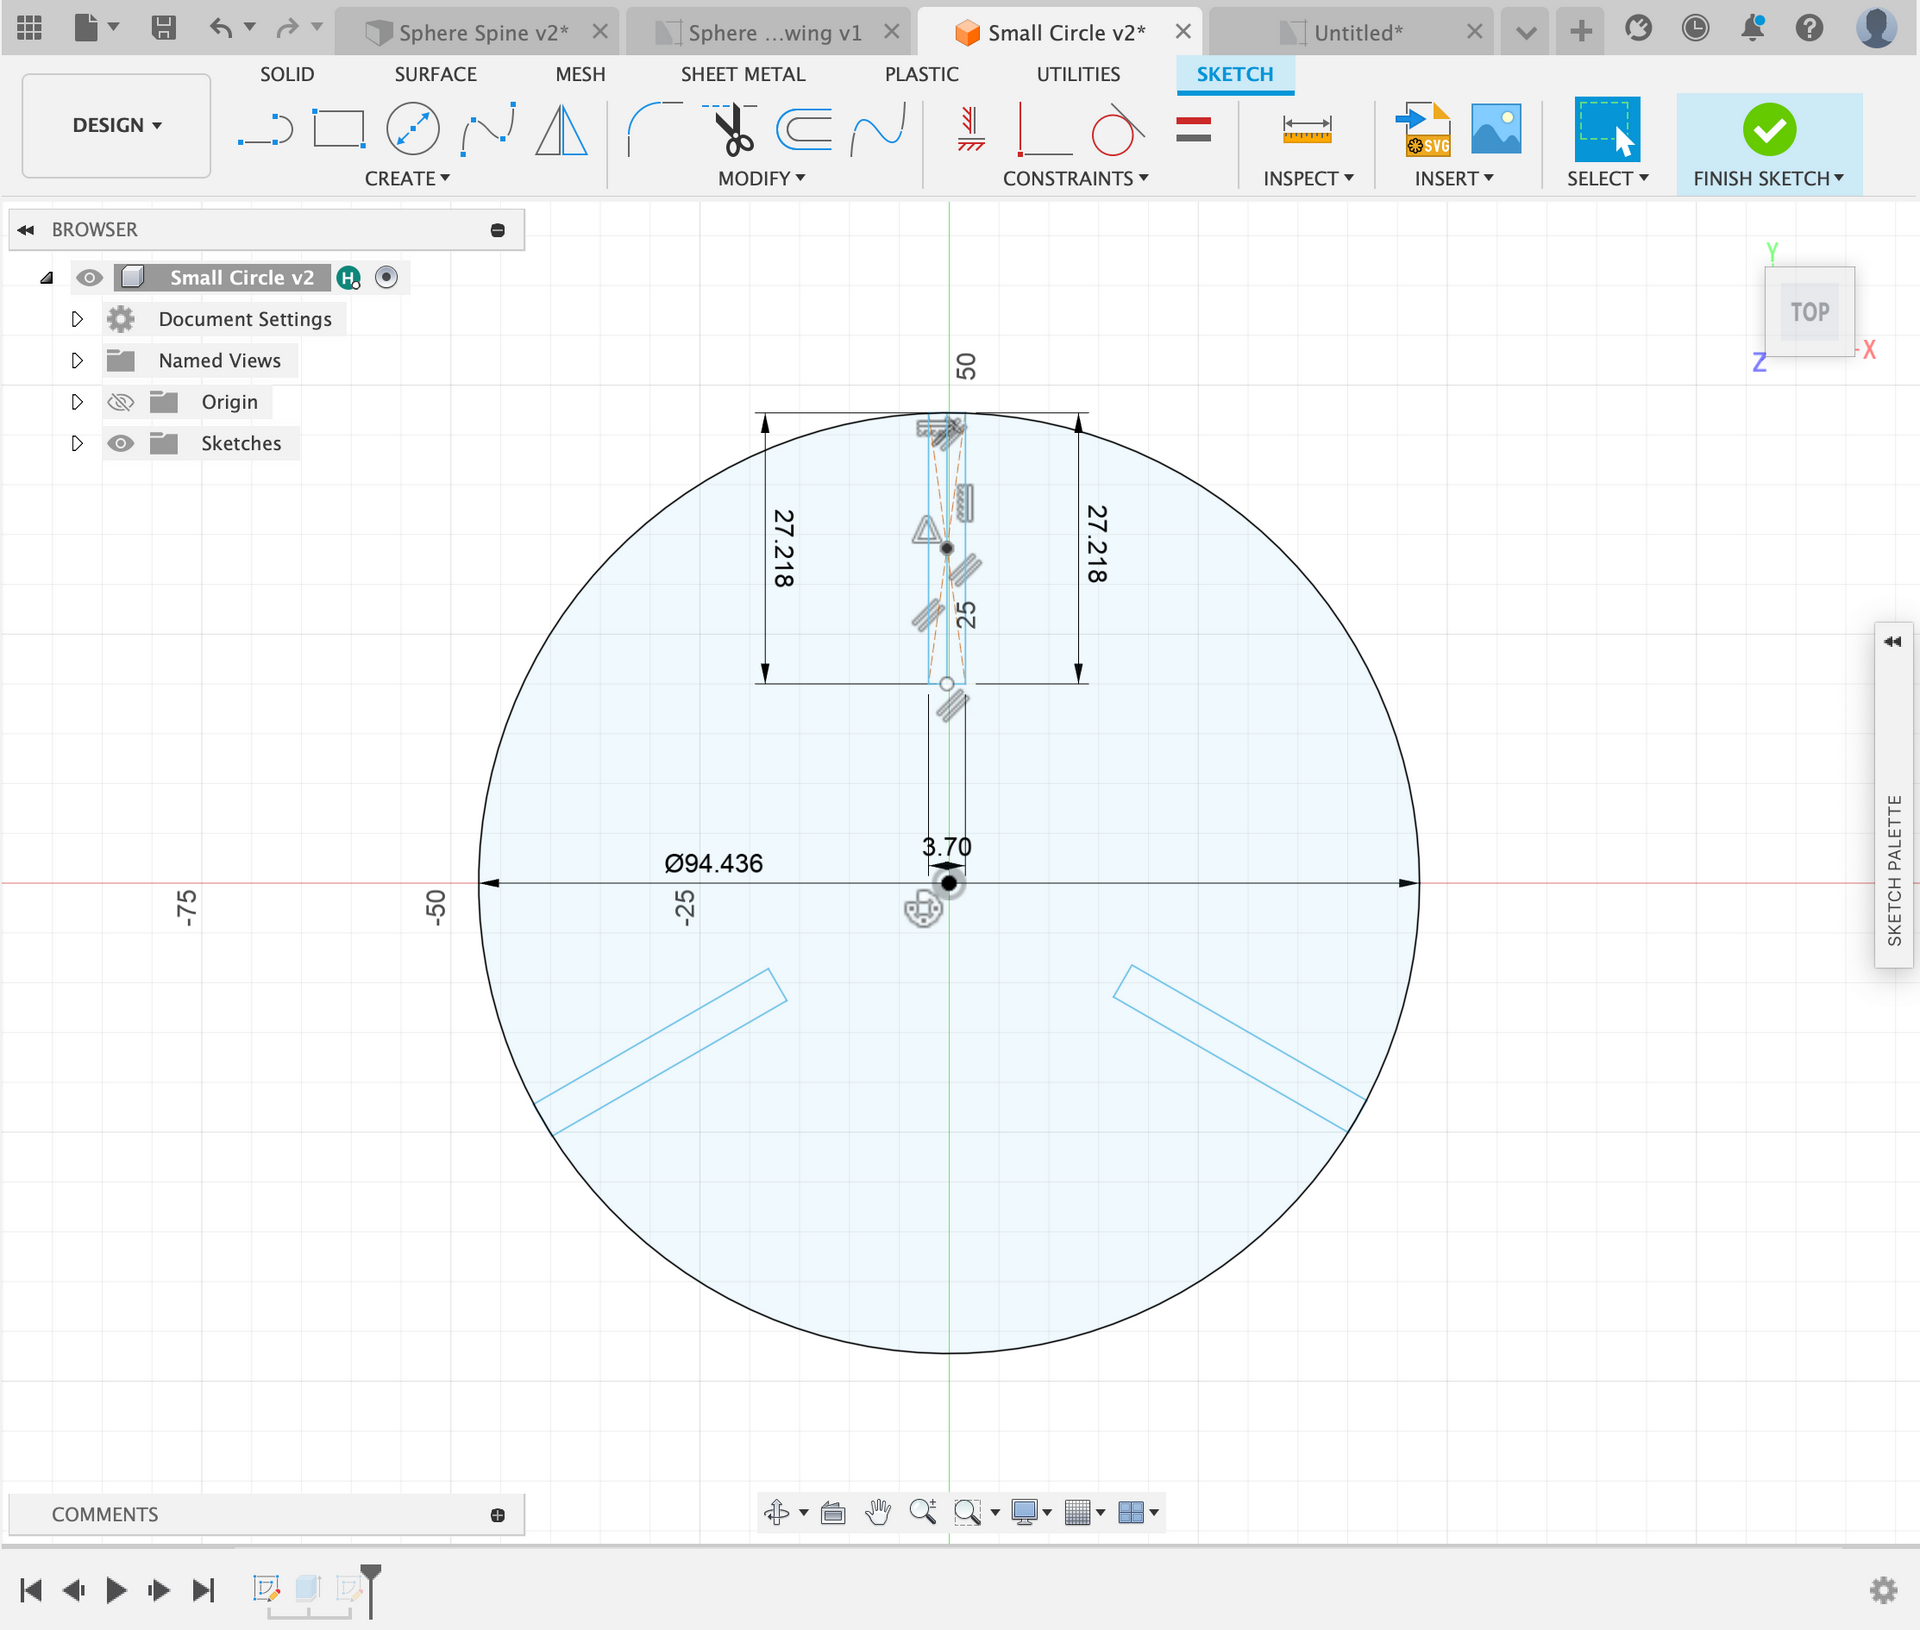 Sphere Spine v2*
Sphere ...wing v1
Small Circle v2*
Untitled*
SOLID SURFACE MESH SHEET METAL PLASTIC UTILITIES SKETCH
DESIGN
SVG
CREATE MODIFY CONSTRAINTS INSPECT INSERT SELECT FINISH SKETCH
BROWSER
Small Circle v2
H
Document Settings
Named Views
Origin
Sketches
Y
TOP
X
Z
50
27.218
27.218
25
3.70
Ø94.436
-75
-50
-25
SKETCH PALETTE
COMMENTS